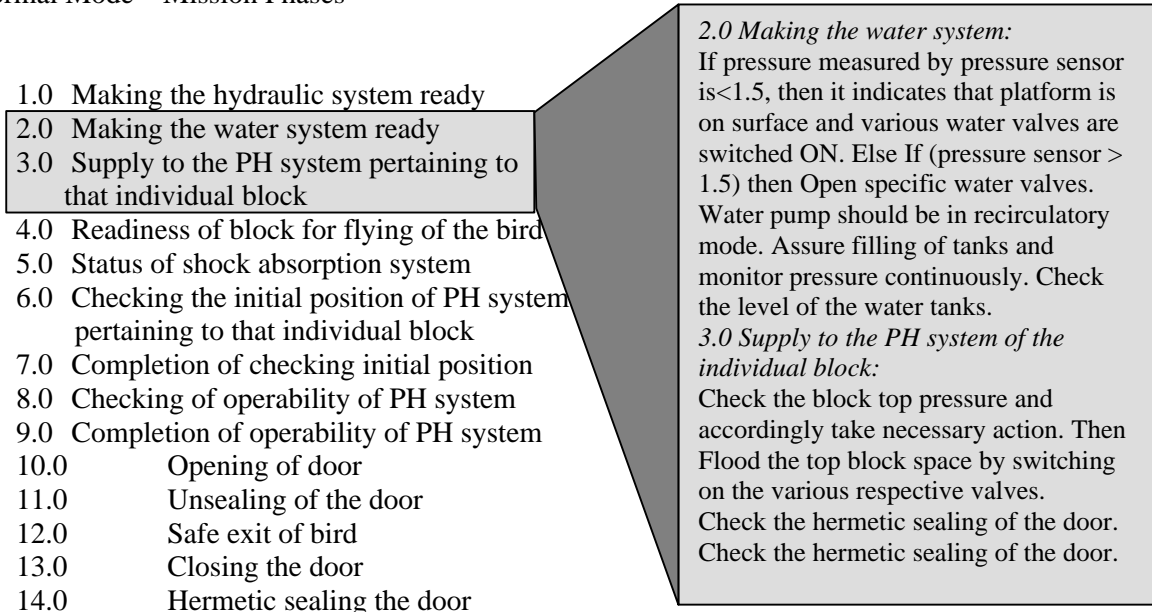 1.0 Making the hydraulic system ready
2.0 Making the water system ready
3.0 Supply to the PH system pertaining to
that individual block
4.0 Readiness of block for flying of the bird
5.0 Status of shock absorption system
6.0 Checking the initial position of PH system
pertaining to that individual block
7.0 Completion of checking initial position
8.0 Checking of operability of PH system
9.0 Completion of operability of PH system
10.0 Opening of door
11.0 Unsealing of the door
12.0 Safe exit of bird
13.0 Closing the door
14.0 Hermetic sealing the door
2.0 Making the water system:
If pressure measured by pressure sensor
is<1.5, then it indicates that platform is
on surface and various water valves are
switched ON. Else If (pressure sensor >
1.5) then Open specific water valves.
Water pump should be in recirculatory
mode. Assure filling of tanks and
monitor pressure continuously. Check
the level of the water tanks.
3.0 Supply to the PH system of the
individual block:
Check the block top pressure and
accordingly take necessary action. Then
Flood the top block space by switching
on the various respective valves.
Check the hermetic sealing of the door.
Check the hermetic sealing of the door.